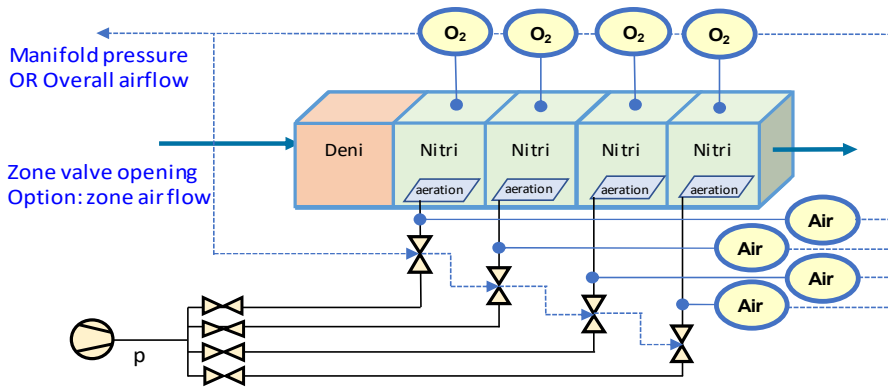 O₂ O₂ O₂ O₂
Manifold pressure
OR Overall airflow
Deni Nitri Nitri Nitri Nitri
Zone valve opening
Option: zone air flow
aeration aeration aeration aeration
Air
Air
Air
Air
p